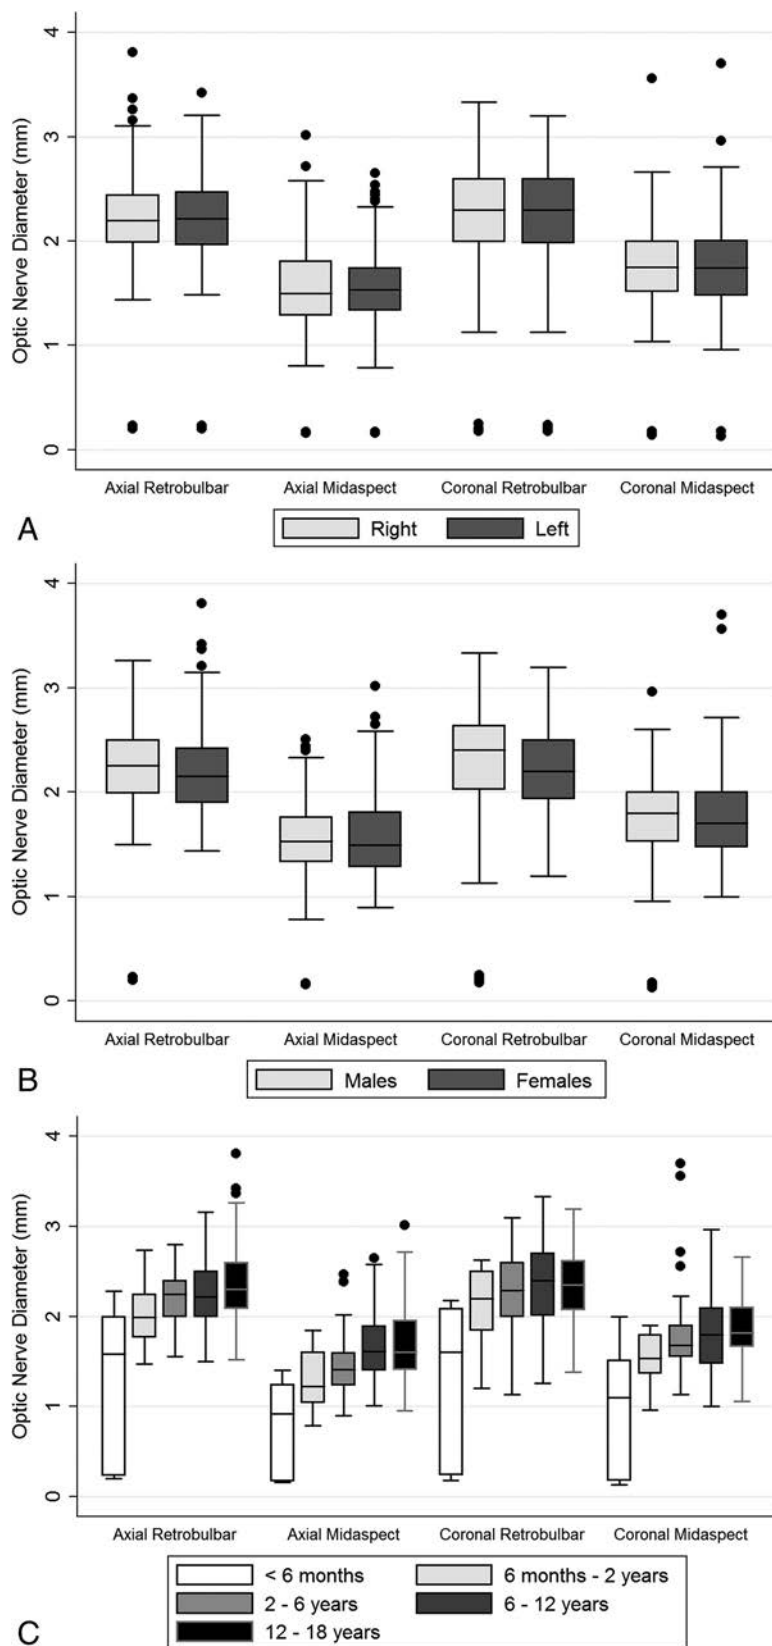 4
3
2
1
0
Optic Nerve Diameter (mm)
Axial Retrobulbar Axial Midaspect Coronal Retrobulbar Coronal Midaspect
Right Left
A
4
3
2
1
0
Optic Nerve Diameter (mm)
Axial Retrobulbar Axial Midaspect Coronal Retrobulbar Coronal Midaspect
Males Females
B
4
3
2
1
0
Optic Nerve Diameter (mm)
Axial Retrobulbar Axial Midaspect Coronal Retrobulbar Coronal Midaspect
< 6 months 6 months - 2 years
2 - 6 years 6 - 12 years
12 - 18 years
C